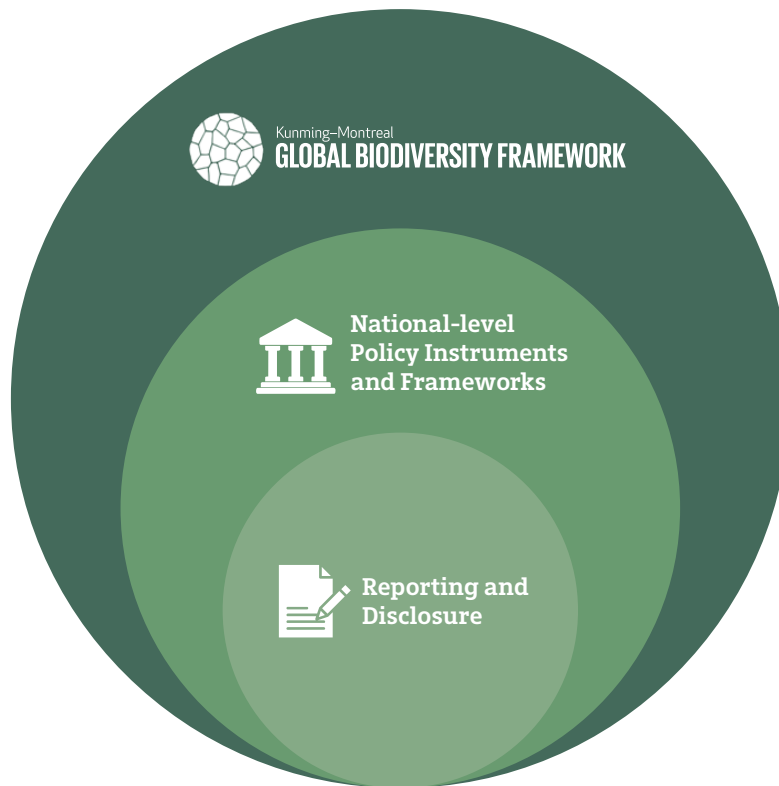 Kunming–Montreal
GLOBAL BIODIVERSITY FRAMEWORK
National-level
Policy Instruments
and Frameworks
Reporting and
Disclosure